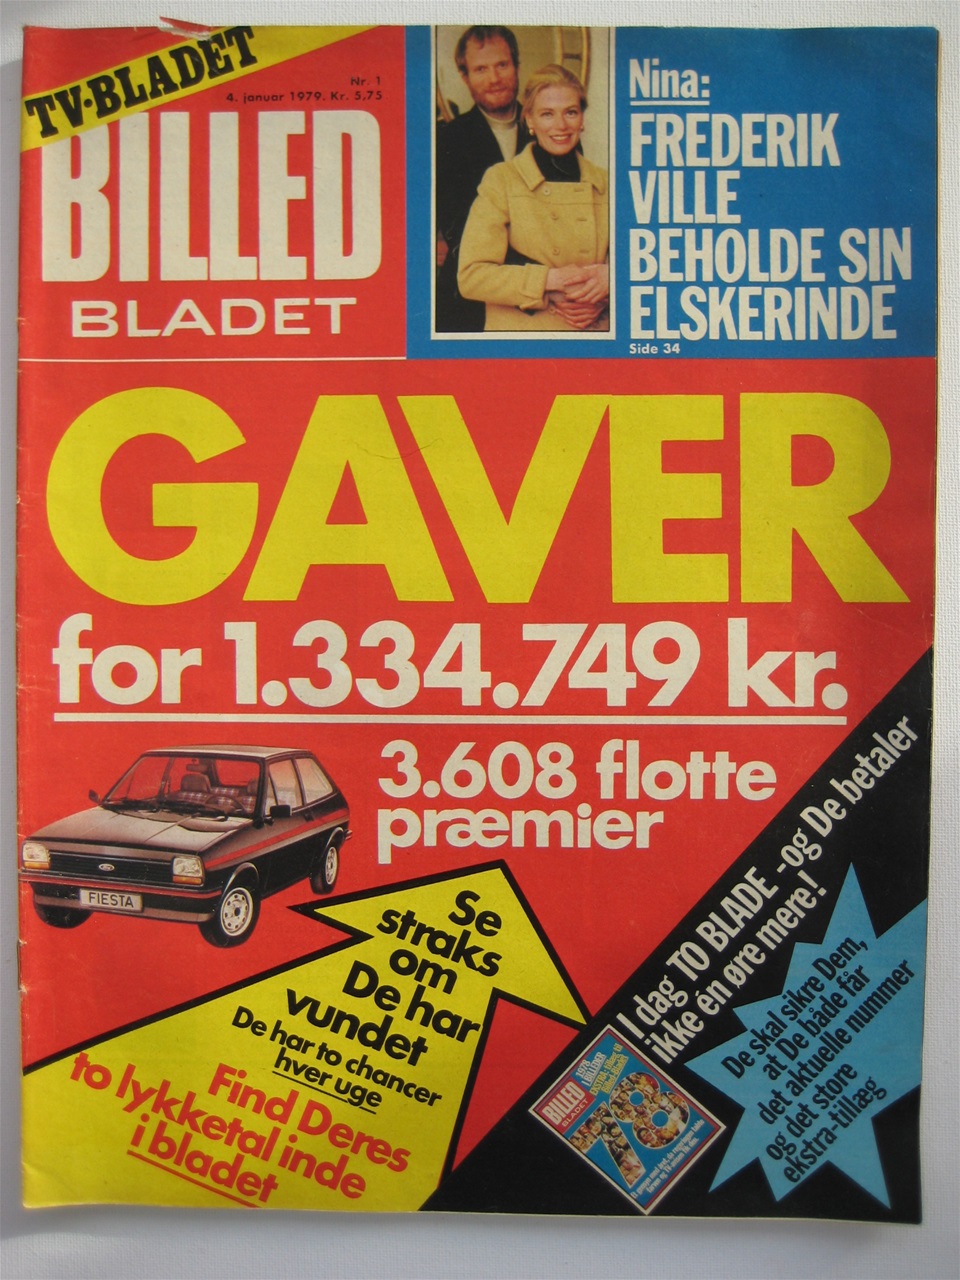 TV·BLADET
Nr. 1
4. januar 1979. Kr. 5,75
BILLED
BLADET
Nina:
FREDERIK
VILLE
BEHOLDE SIN
ELSKERINDE
Side 34
GAVER
for 1.334.749 kr.
3.608 flotte
præmier
FIESTA
Se
straks
om
De har
vundet
De har to chancer
hver uge
Find Deres
to lykketal inde
i bladet
I dag TO BLADE - og De betaler
ikke én øre mere!
De skal sikre Dem,
at De både får
det aktuelle nummer
og det store
ekstra-tillæg
BILLED
BLADET
1978
78